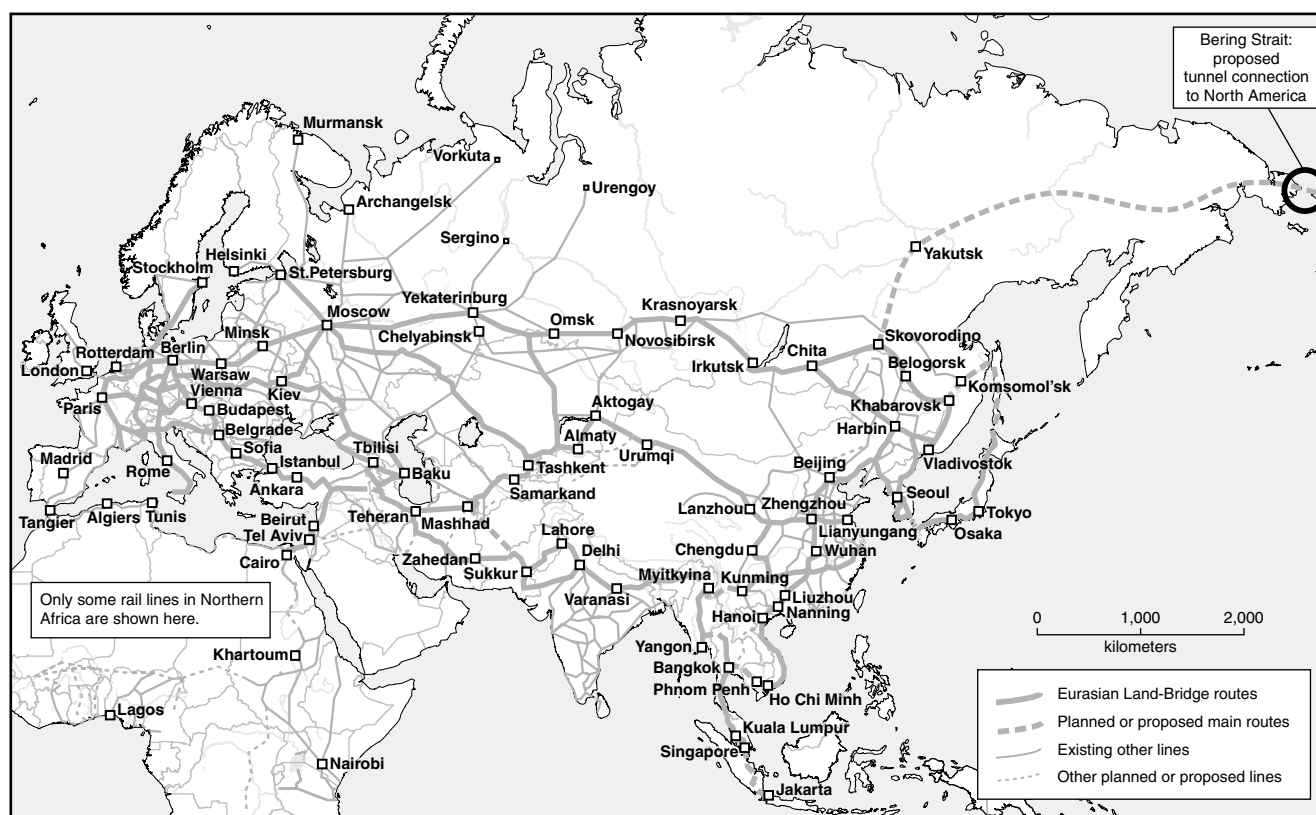 Bering Strait:
proposed
tunnel connection
to North America
Murmansk
Vorkuta
Urengoy
Archangelsk
Sergino
Yakutsk
Helsinki
Stockholm
St.Petersburg
Yekaterinburg
Krasnoyarsk
Moscow
Omsk
Minsk
Chelyabinsk
Novosibirsk
Skovorodino
Rotterdam
Berlin
London
Warsaw
Irkutsk
Chita
Belogorsk
Komsomol'sk
Vienna
Kiev
Paris
Budapest
Khabarovsk
Aktogay
Harbin
Belgrade
Almaty
Sofia
Tbilisi
Urumqi
Vladivostok
Madrid
Rome
Istanbul
Baku
Tashkent
Beijing
Ankara
Samarkand
Seoul
Tangier
Algiers
Tunis
Beirut
Teheran
Mashhad
Lanzhou
Zhengzhou
Tokyo
Tel Aviv
Lahore
Lianyungang
Osaka
Cairo
Zahedan
Delhi
Chengdu
Wuhan
Sukkur
Myitkyina
Kunming
Varanasi
Liuzhou
Nanning
Only some rail lines in Northern
Africa are shown here.
Hanoi
0 1,000 2,000
kilometers
Khartoum
Yangon
Bangkok
Phnom Penh
Ho Chi Minh
Lagos
Kuala Lumpur
Singapore
Nairobi
Jakarta
Eurasian Land-Bridge routes
Planned or proposed main routes
Existing other lines
Other planned or proposed lines